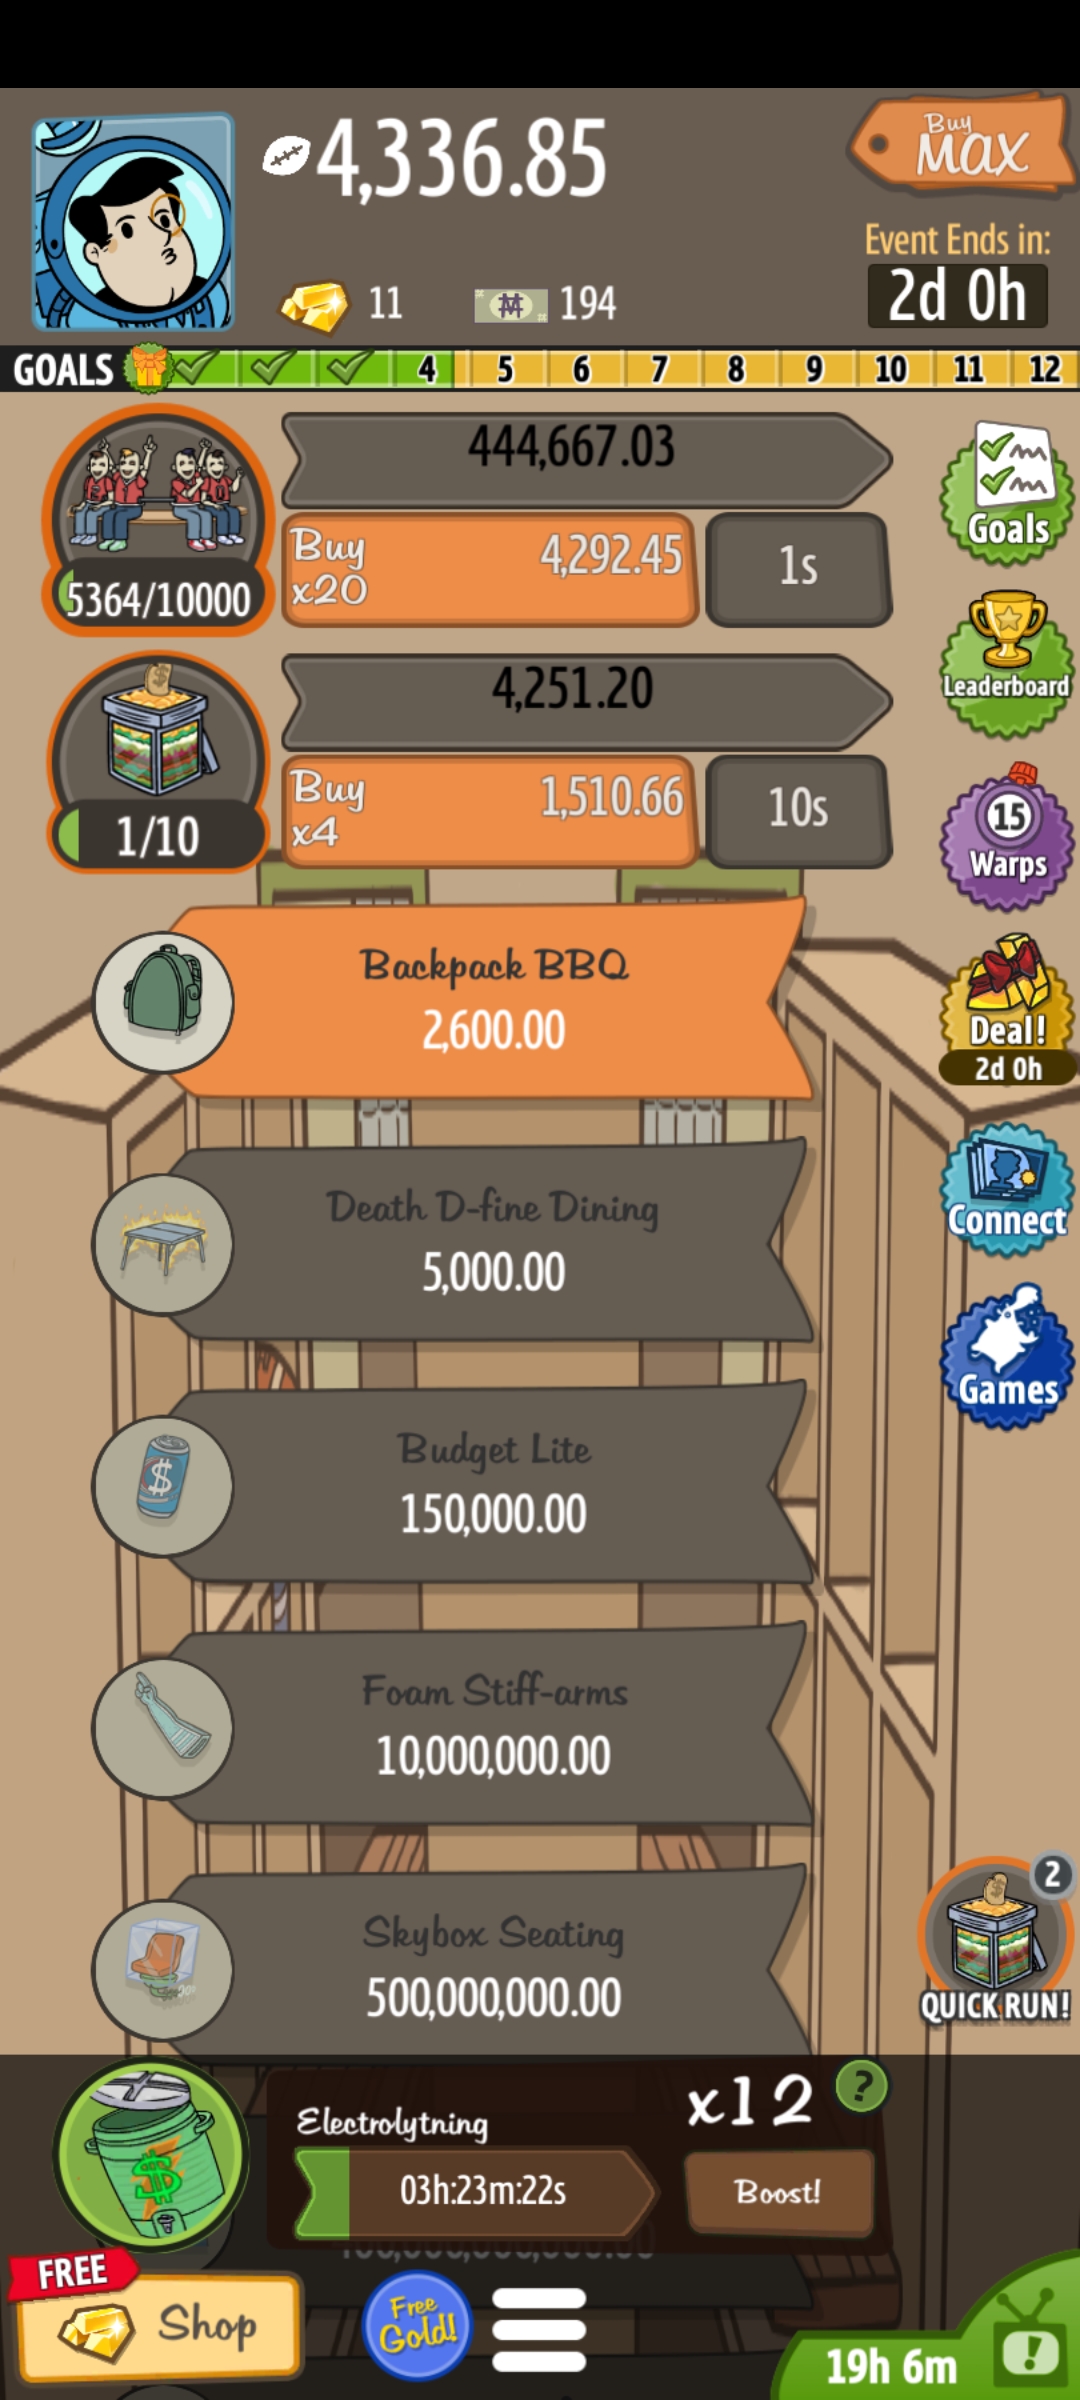 4,336.85
Buy
MAX
Event Ends in:
2d 0h
11
194
GOALS 4 5 6 7 8 9 10 11 12
444,667.03
Buy
x20
4,292.45
1s
5364/10000
Goals
Leaderboard
4,251.20
Buy
x4
1,510.66
10s
1/10
15
Warps
Backpack BBQ
2,600.00
Deal!
2d 0h
Death D-fine Dining
5,000.00
Connect
Budget Lite
150,000.00
Games
Foam Stiff-arms
10,000,000.00
Skybox Seating
500,000,000.00
2
QUICK RUN!
Electrolytning
x12
?
03h:23m:22s
Boost!
FREE
Shop
Free
Gold!
19h 6m